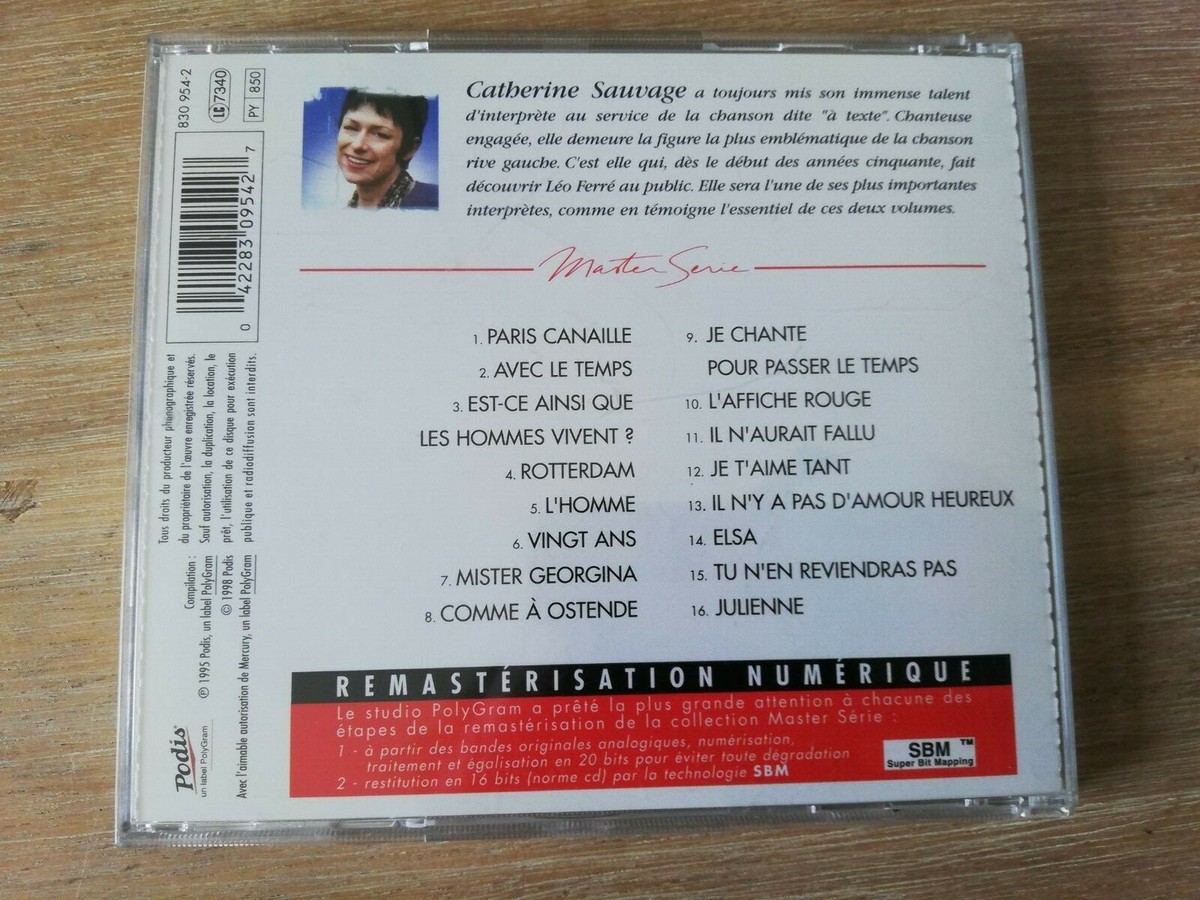 Catherine Sauvage a toujours mis son immense talent
d'interprète au service de la chanson dite "à texte". Chanteuse
engagée, elle demeure la figure la plus emblématique de la chanson
rive gauche. C'est elle qui, dès le début des années cinquante, fait
découvrir Léo Ferré au public. Elle sera l'une de ses plus importantes
interprètes, comme en témoigne l'essentiel de ces deux volumes.
Master Serie
1. PARIS CANAILLE
2. AVEC LE TEMPS
3. EST-CE AINSI QUE
LES HOMMES VIVENT ?
4. ROTTERDAM
5. L'HOMME
6. VINGT ANS
7. MISTER GEORGINA
8. COMME À OSTENDE
9. JE CHANTE
POUR PASSER LE TEMPS
10. L'AFFICHE ROUGE
11. IL N'AURAIT FALLU
12. JE T'AIME TANT
13. IL N'Y A PAS D'AMOUR HEUREUX
14. ELSA
15. TU N'EN REVIENDRAS PAS
16. JULIENNE
REMASTÉRISATION NUMÉRIQUE
Le studio PolyGram a prêté la plus grande attention à chacune des
étapes de la remastérisation de la collection Master Série :
1 - à partir des bandes originales analogiques, numérisation,
traitement et égalisation en 20 bits pour éviter toute dégradation
2 - restitution en 16 bits (norme cd) par la technologie SBM
SBM ™
Super Bit Mapping
830 954-2
LC 7340
PY 850
0 42283 09542 7
Tous droits du producteur phonographique et
du propriétaire de l'œuvre enregistrée réservés.
Sauf autorisation, la duplication, la location, le
prêt, l'utilisation de ce disque pour exécution
publique et radiodiffusion sont interdits.
Compilation :
℗ 1995 Podis, un label PolyGram
© 1998 Podis
Avec l'aimable autorisation de Mercury, un label PolyGram
Podis
un label PolyGram